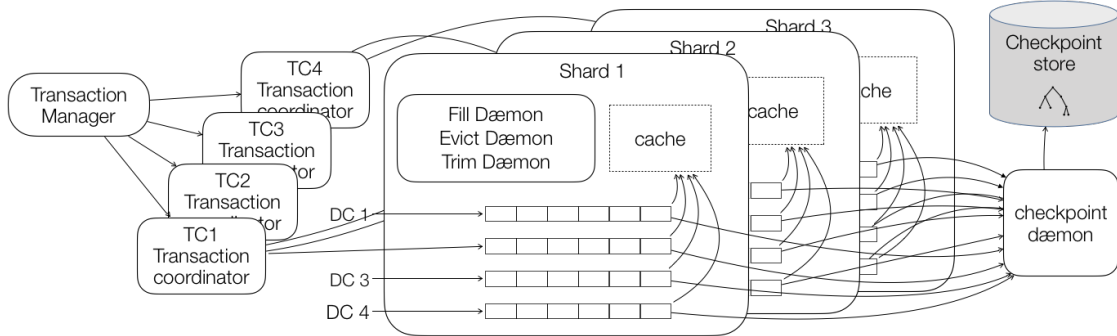 Shard 3
Shard 2
Shard 1
Checkpoint
store
TC4
Transaction
coordinator
Transaction
Manager
TC3
Transaction
TC2
Transaction
TC1
Transaction
coordinator
Fill Dæmon
Evict Dæmon
Trim Dæmon
cache
cache
che
DC 1
DC 3
DC 4
checkpoint
dæmon